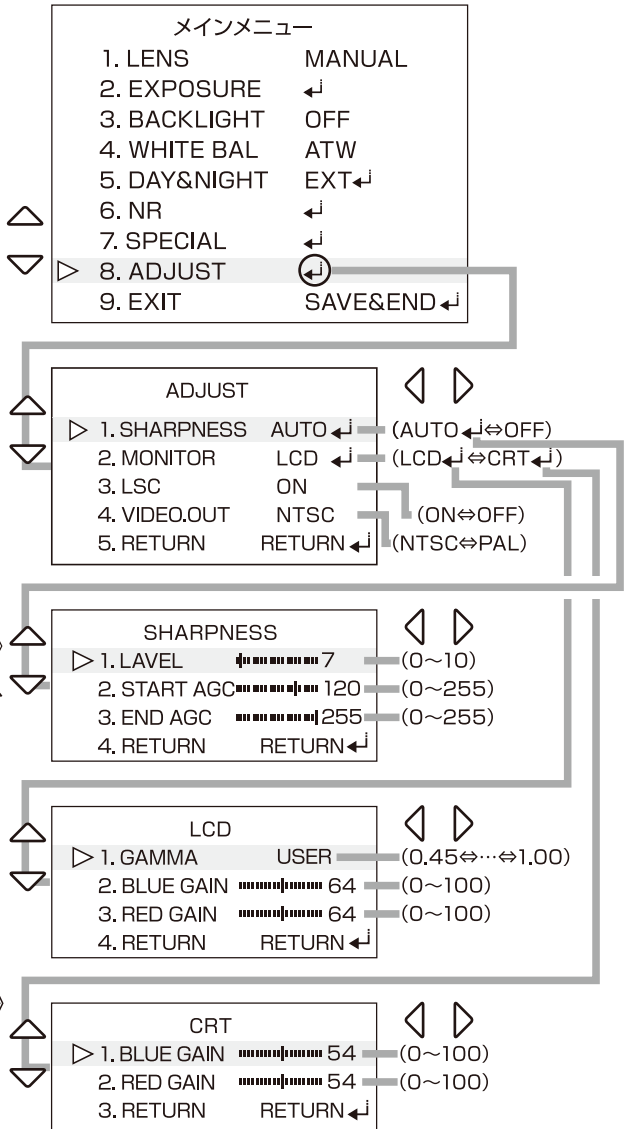 メインメニュー
1. LENS MANUAL
2. EXPOSURE ↲
3. BACKLIGHT OFF
4. WHITE BAL ATW
5. DAY&NIGHT EXT↲
6. NR ↲
7. SPECIAL ↲
8. ADJUST ↲
9. EXIT SAVE&END↲
ADJUST
1. SHARPNESS AUTO↲ (AUTO↲⇔OFF)
2. MONITOR LCD ↲ (LCD↲⇔CRT↲)
3. LSC ON (ON⇔OFF)
4. VIDEO.OUT NTSC (NTSC⇔PAL)
5. RETURN RETURN↲
SHARPNESS
1. LAVEL 7 (0~10)
2. START AGC 120 (0~255)
3. END AGC 255 (0~255)
4. RETURN RETURN↲
LCD
1. GAMMA USER (0.45⇔…⇔1.00)
2. BLUE GAIN 64 (0~100)
3. RED GAIN 64 (0~100)
4. RETURN RETURN↲
CRT
1. BLUE GAIN 54 (0~100)
2. RED GAIN 54 (0~100)
3. RETURN RETURN↲